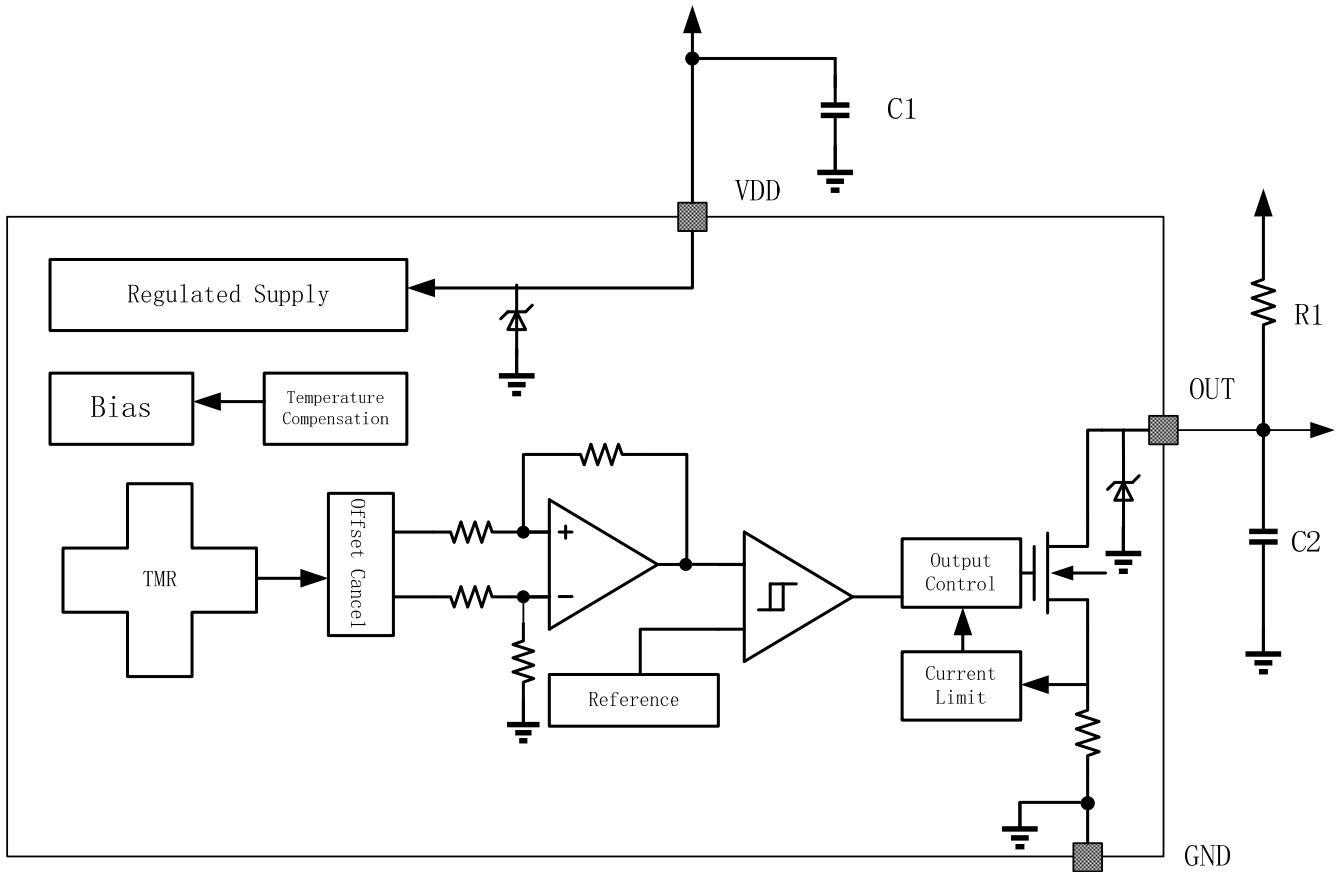 C1
VDD
Regulated Supply
R1
Bias
Temperature
Compensation
OUT
TMR
Offset Cancel
+
−
Output
Control
C2
Reference
Current
Limit
GND